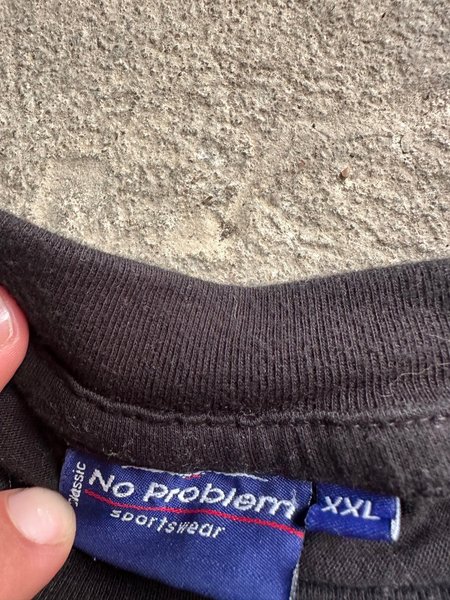 classic
No problem
sportswear
XXL